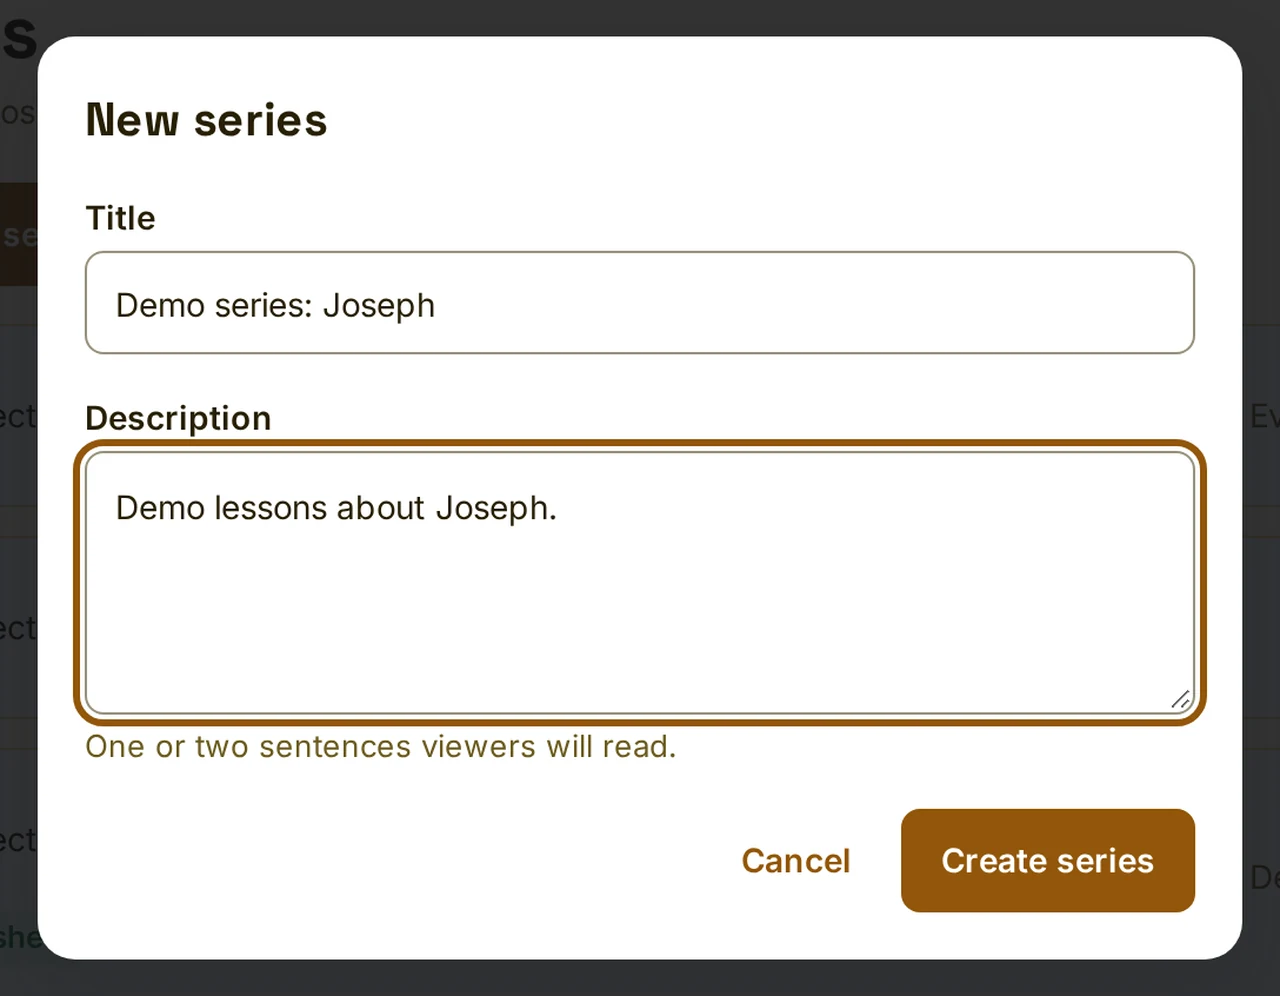 New series
Title
Demo series: Joseph
Description
Demo lessons about Joseph.
One or two sentences viewers will read.
Cancel
Create series